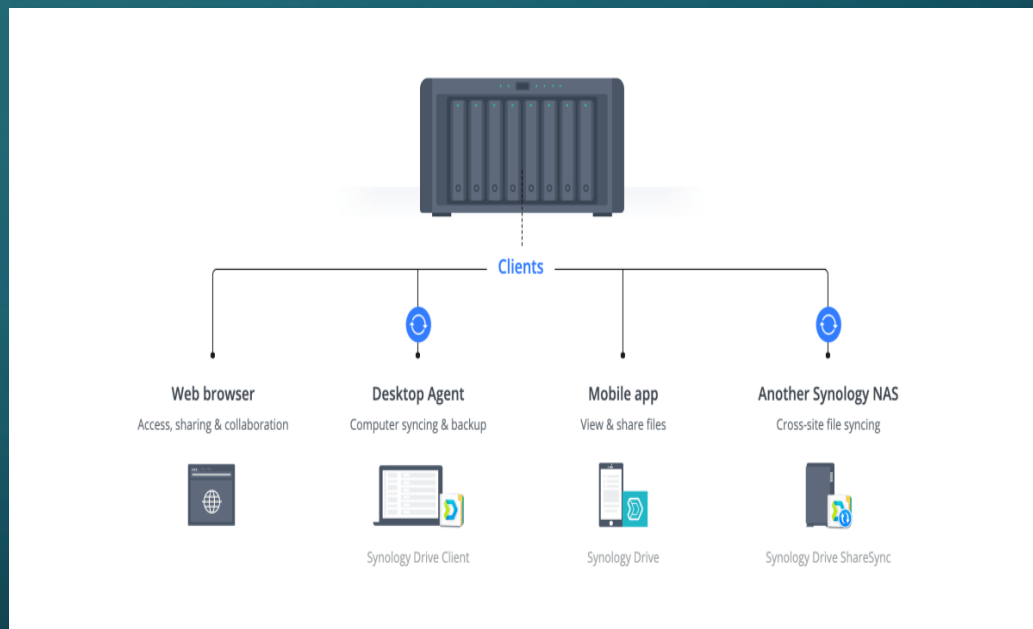 Clients
Web browser
Desktop Agent
Mobile app
Another Synology NAS
Access, sharing & collaboration
Computer syncing & backup
View & share files
Cross-site file syncing
Synology Drive Client
Synology Drive
Synology Drive ShareSync